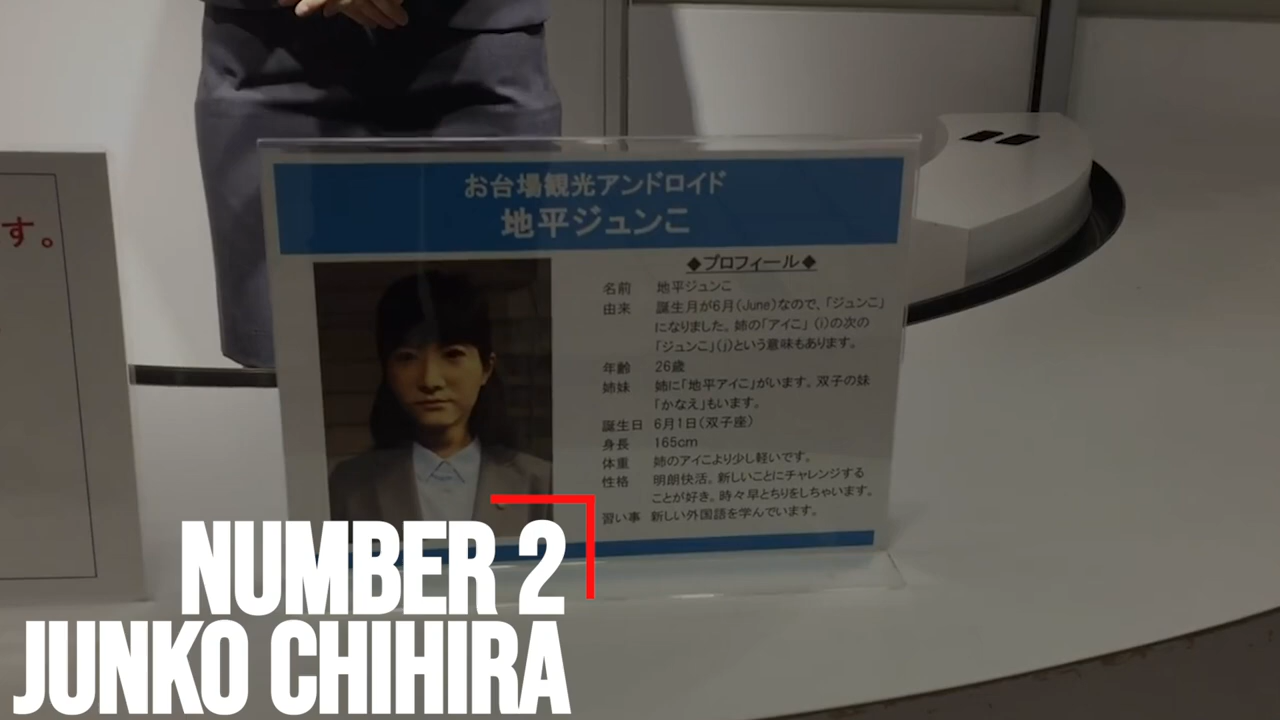 す。
お台場観光アンドロイド
地平ジュンこ
◆プロフィール◆
名前 地平ジュンこ
由来 誕生月が6月(June)なので、「ジュンこ」
になりました。姉の「アイこ」(i)の次の
「ジュンこ」(j)という意味もあります。
年齢 26歳
姉妹 姉に「地平アイこ」がいます。双子の妹
「かなえ」もいます。
誕生日 6月1日(双子座)
身長 165cm
体重 姉のアイこより少し軽いです。
性格 明朗快活。新しいことにチャレンジする
ことが好き。時々早とちりをしちゃいます。
習い事 新しい外国語を学んでいます。
NUMBER 2
JUNKO CHIHIRA